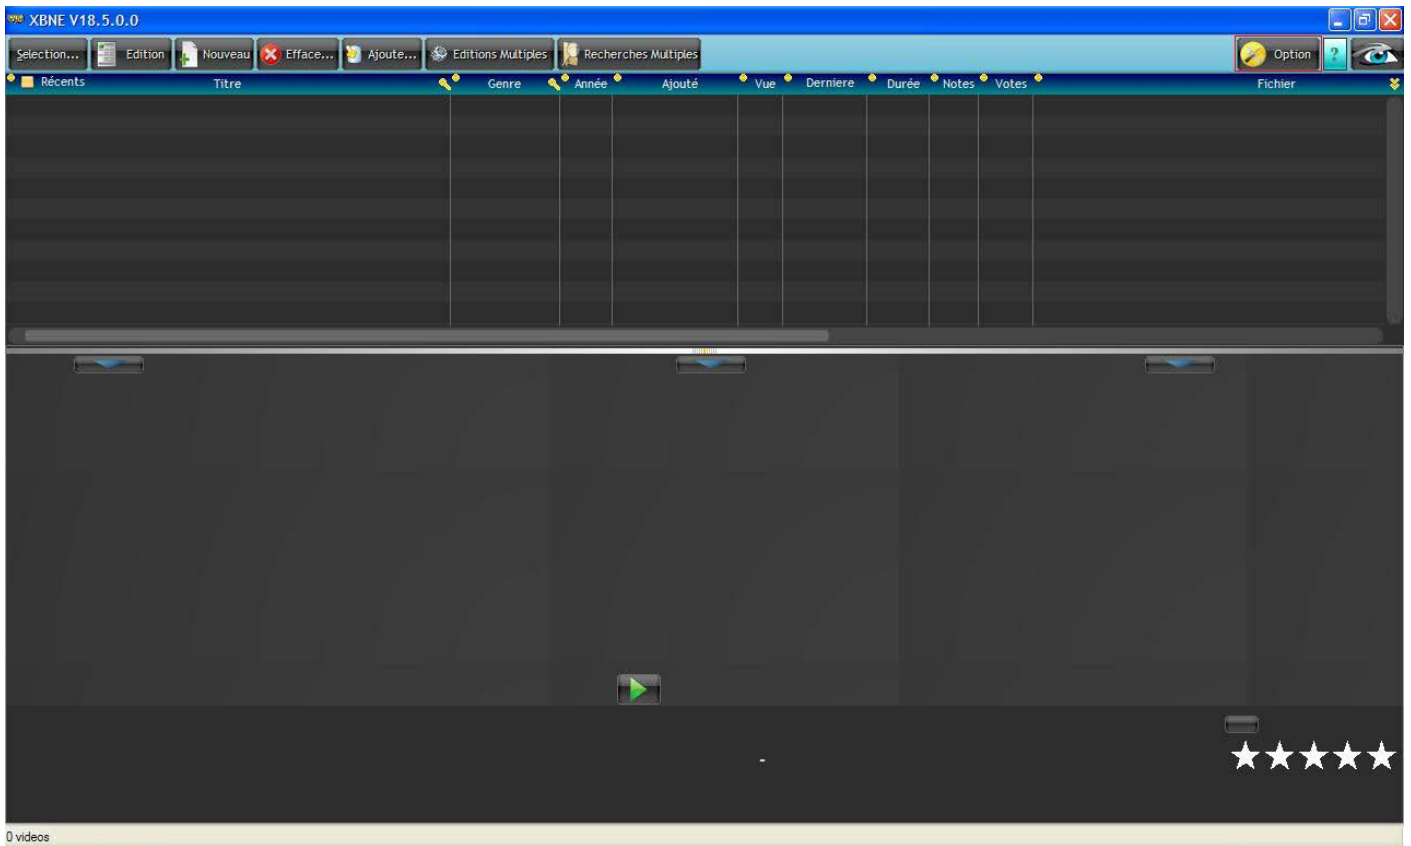 XBNE V18.5.0.0
Selection... Edition Nouveau Efface... Ajoute... Editions Multiples Recherches Multiples Option ?
Récents Titre Genre Année Ajouté Vue Derniere Durée Notes Votes Fichier
-
0 videos